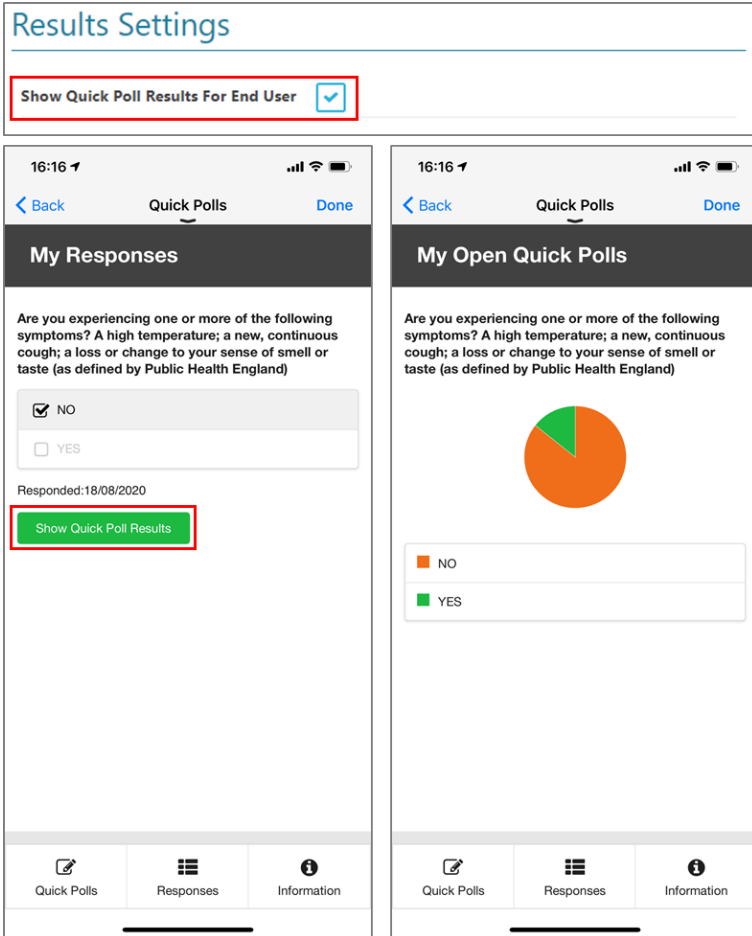 Results Settings
Show Quick Poll Results For End User
16:16
Back Quick Polls Done
My Responses
Are you experiencing one or more of the following
symptoms? A high temperature; a new, continuous
cough; a loss or change to your sense of smell or
taste (as defined by Public Health England)
NO
YES
Responded:18/08/2020
Show Quick Poll Results
Quick Polls Responses Information
16:16
Back Quick Polls Done
My Open Quick Polls
Are you experiencing one or more of the following
symptoms? A high temperature; a new, continuous
cough; a loss or change to your sense of smell or
taste (as defined by Public Health England)
NO
YES
Quick Polls Responses Information